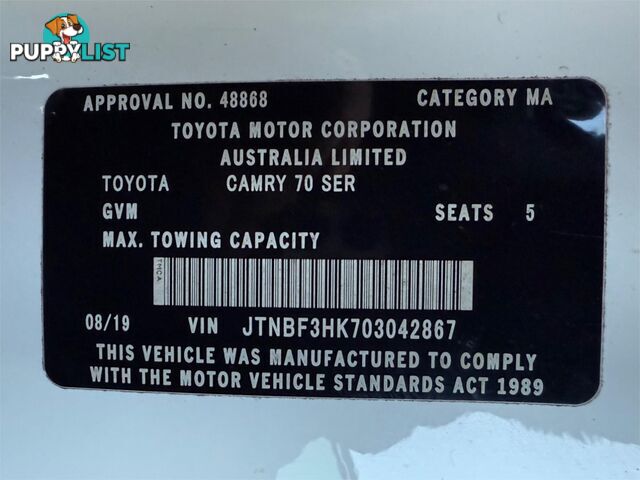 PUPPYLIST
APPROVAL NO. 48868 CATEGORY MA
TOYOTA MOTOR CORPORATION
AUSTRALIA LIMITED
TOYOTA CAMRY 70 SER
GVM SEATS 5
MAX. TOWING CAPACITY
TMCA
08/19 VIN JTNBF3HK703042867
THIS VEHICLE WAS MANUFACTURED TO COMPLY
WITH THE MOTOR VEHICLE STANDARDS ACT 1989